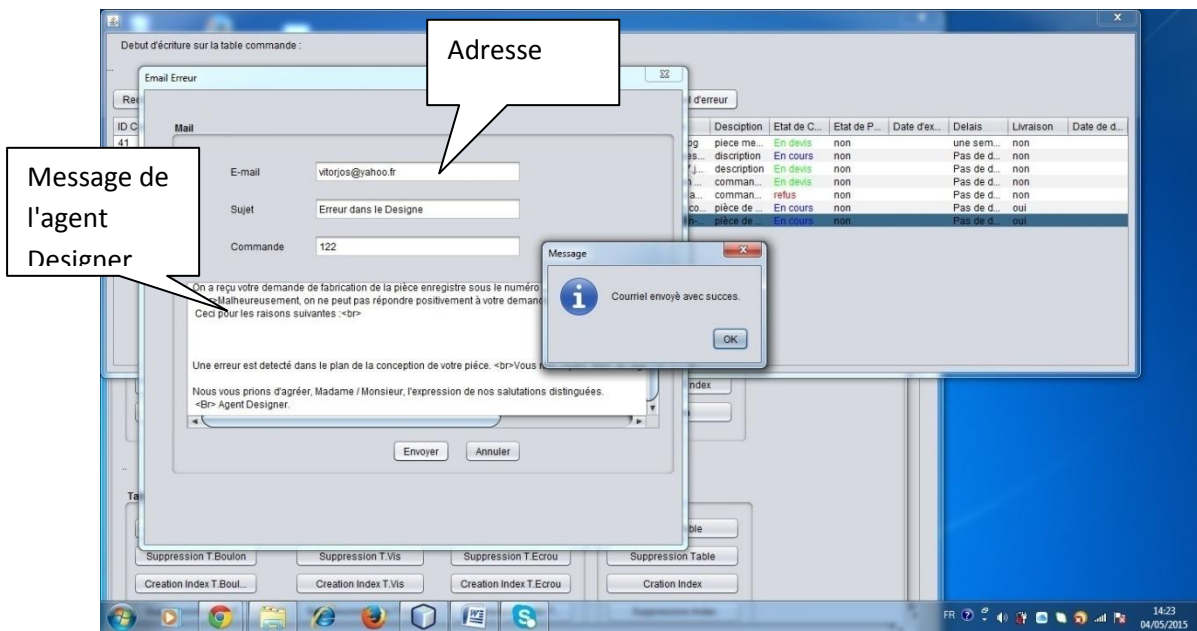 Debut d'écriture sur la table commande :
Adresse
Email Erreur
Mail
E-mail
vitorjos@yahoo.fr
Sujet
Erreur dans le Designe
Commande
122
Message de
l'agent
Designer
On a reçu votre demande de fabrication de la pièce enregistre sous le numéro
Malheureusement, on ne peut pas répondre positivement à votre demand
Ceci pour les raisons suivantes :<br>
Une erreur est detecté dans le plan de la conception de votre piéce. <br>Vous
Nous vous prions d'agréer, Madame / Monsieur, l'expression de nos salutations distinguées.
<Br> Agent Designer.
Envoyer Annuler
Message
Courriel envoyè avec succes.
OK
l d'erreur
ID C Desciption Etat de C... Etat de P... Date d'ex... Delais Livraison Date de d...
41 piece me... En devis non une sem... non
discription En cours non Pas de d... non
description En devis non Pas de d... non
comman... En devis non Pas de d... non
comman... refus non Pas de d... non
pièce de ... En cours non Pas de d... oui
pièce de ... En cours non Pas de d... oui
ndex
Ta
ble
Suppression T.Boulon Suppression T.Vis Suppression T.Ecrou Suppression Table
Creation Index T.Boul... Creation Index T.Vis Creation Index T.Ecrou Cration Index
FR 14:23
04/05/2015